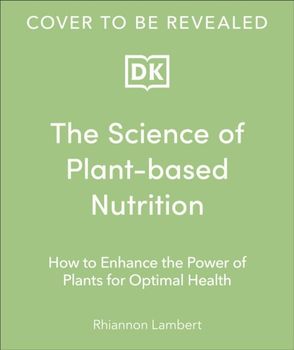 COVER TO BE REVEALED
DK
The Science of
Plant-based
Nutrition
How to Enhance the Power of
Plants for Optimal Health
Rhiannon Lambert